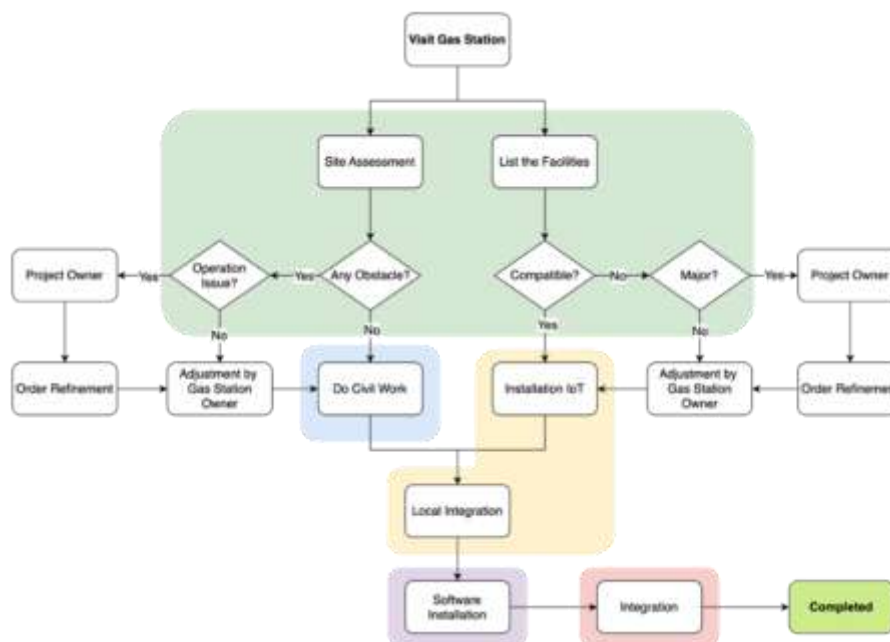 Visit Gas Station
Site Assessment
List the Facilities
Project Owner
Yes
Operation
Issue?
Yes
Any Obstacle?
Compatible?
No
Major?
Yes
Project Owner
No
No
Yes
No
Order Refinement
Adjustment by
Gas Station
Owner
Do Civil Work
Installation IoT
Adjustment by
Gas Station
Owner
Order Refinement
Local Integration
Software
Installation
Integration
Completed